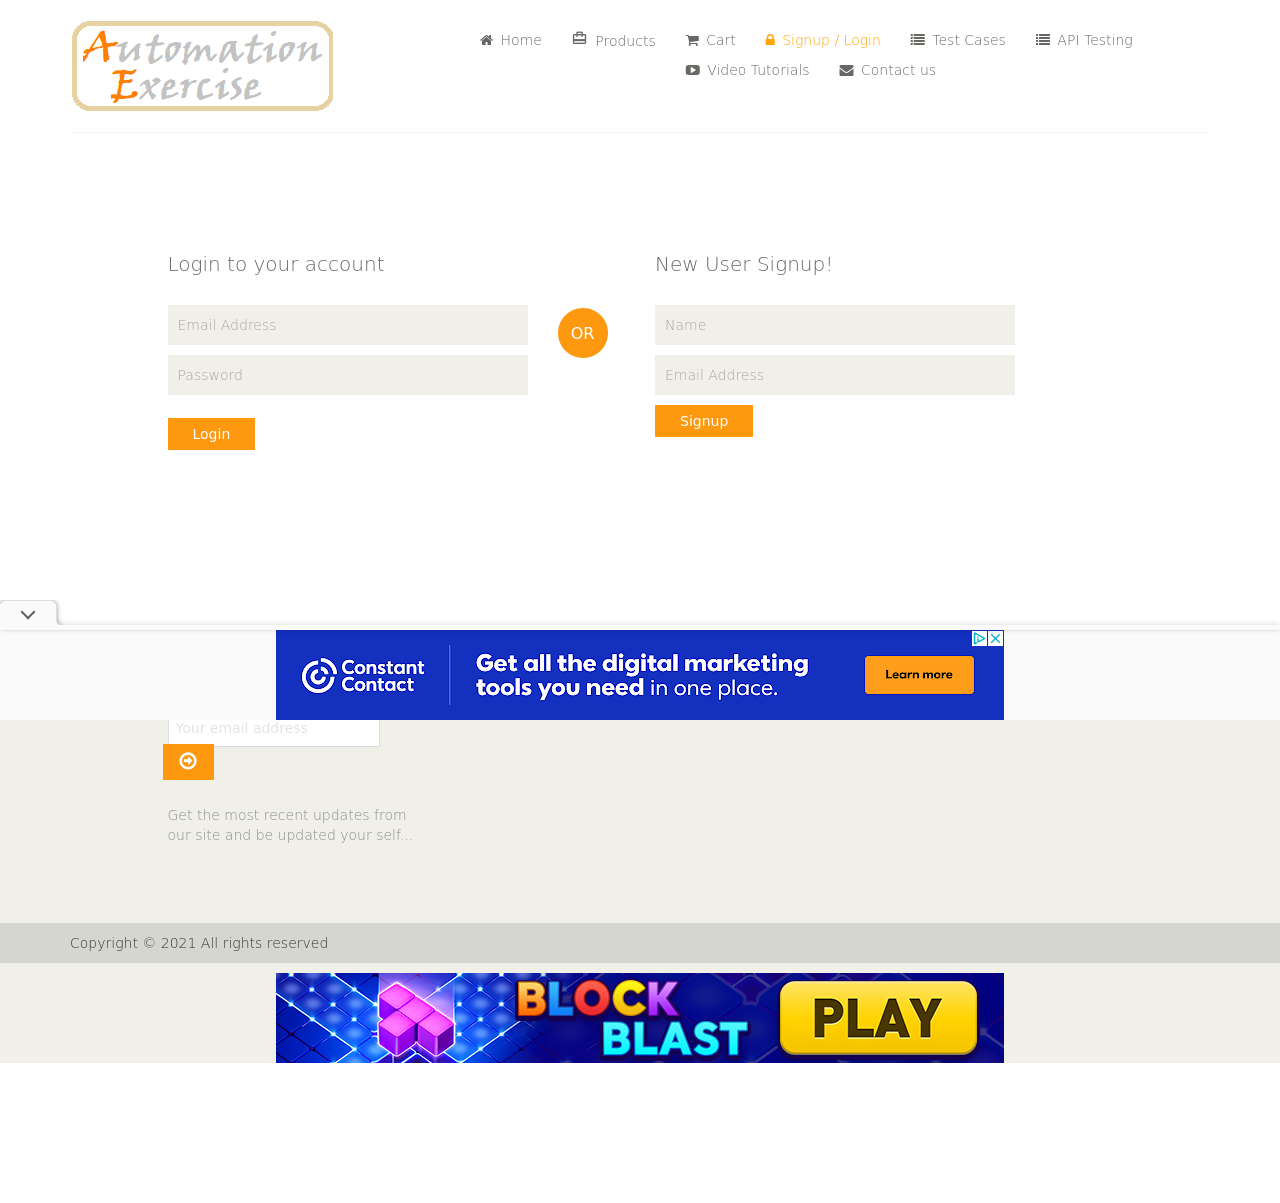 Automation
Exercise
Home
Products
Cart
Signup / Login
Test Cases
API Testing
Video Tutorials
Contact us
Login to your account
Email Address
Password
Login
OR
New User Signup!
Name
Email Address
Signup
Constant
Contact
Get all the digital marketing
tools you need in one place.
Learn more
Your email address
Get the most recent updates from
our site and be updated your self...
Copyright © 2021 All rights reserved
BLOCK
BLAST
PLAY